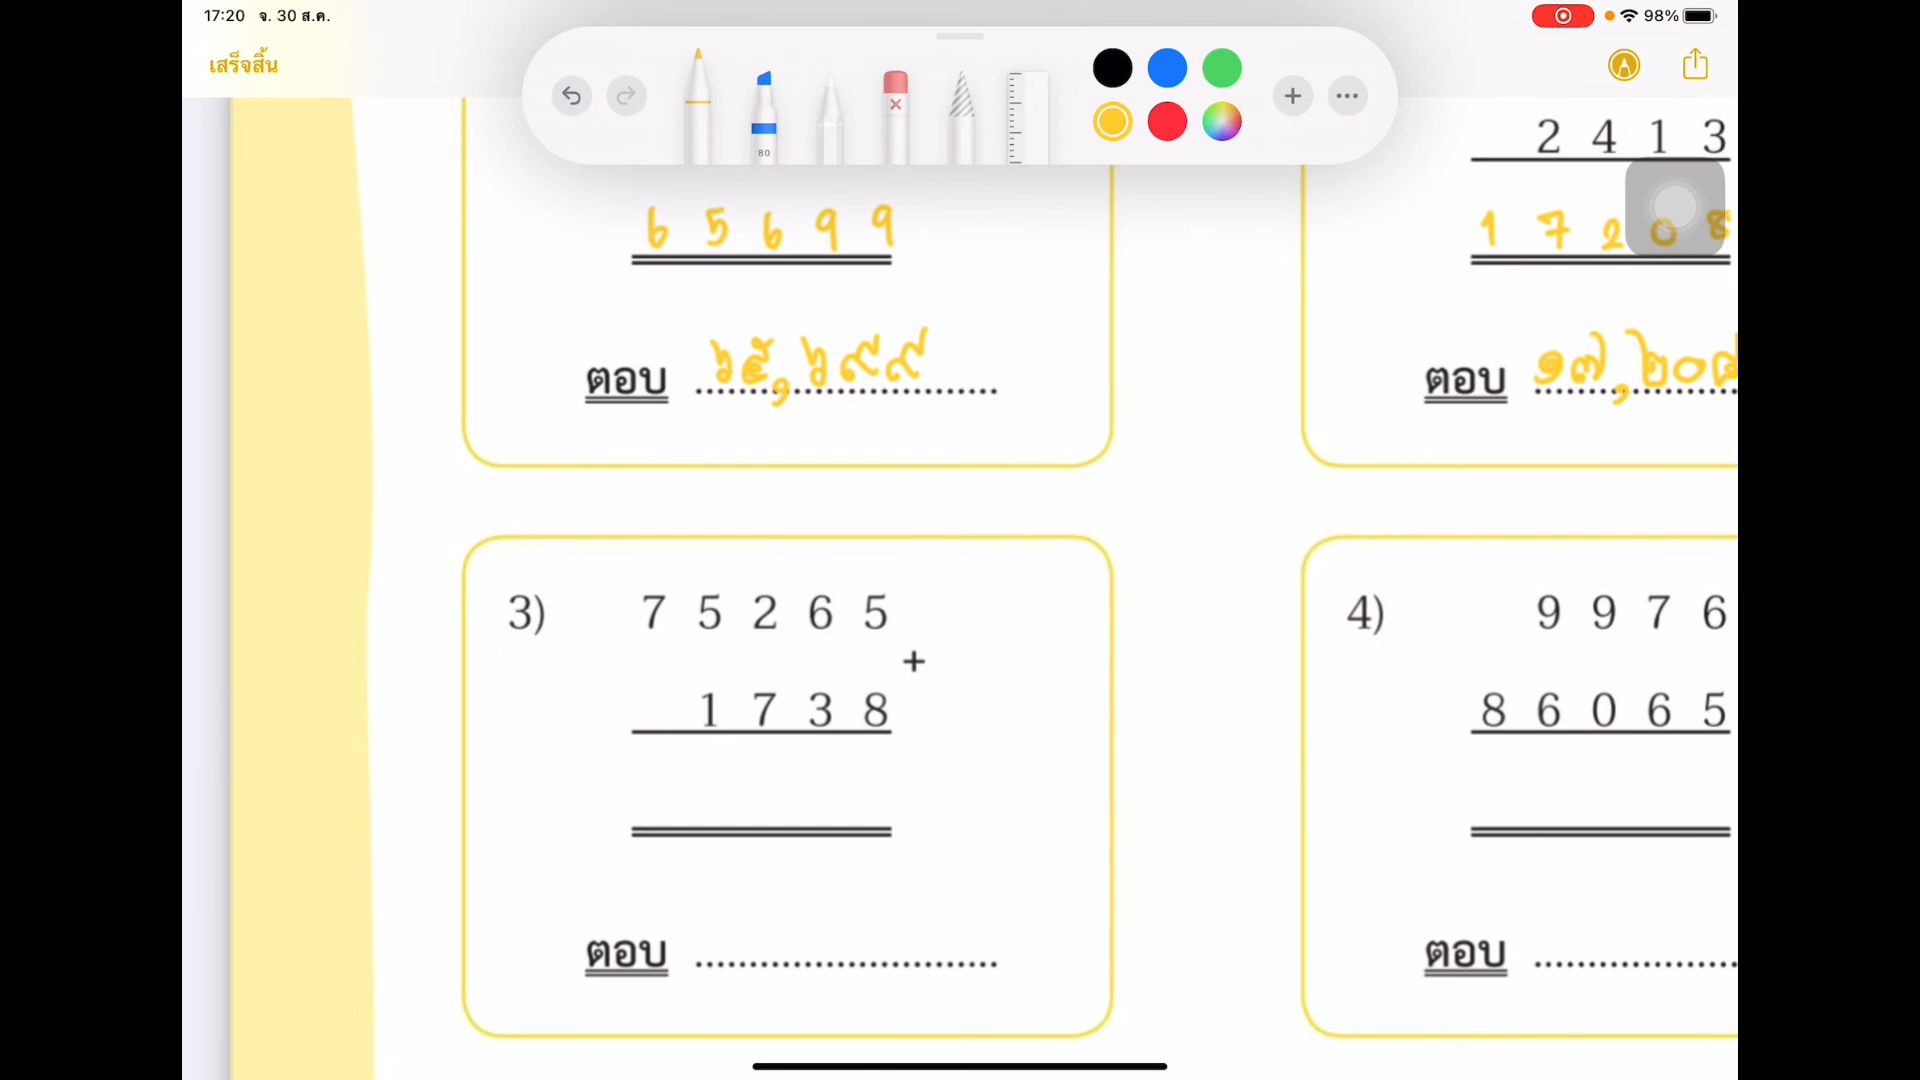 17:20 จ. 30 ส.ค.
98%
เสร็จสิ้น
80
2 4 1 3
6 5 6 9 9
1 7 2 0 8
ตอบ ๖๕,๖๙๙
ตอบ ๑๗,๒๐๘
3) 7 5 2 6 5
+
1 7 3 8
ตอบ ..........................
4) 9 9 7 6
8 6 0 6 5
ตอบ ..................